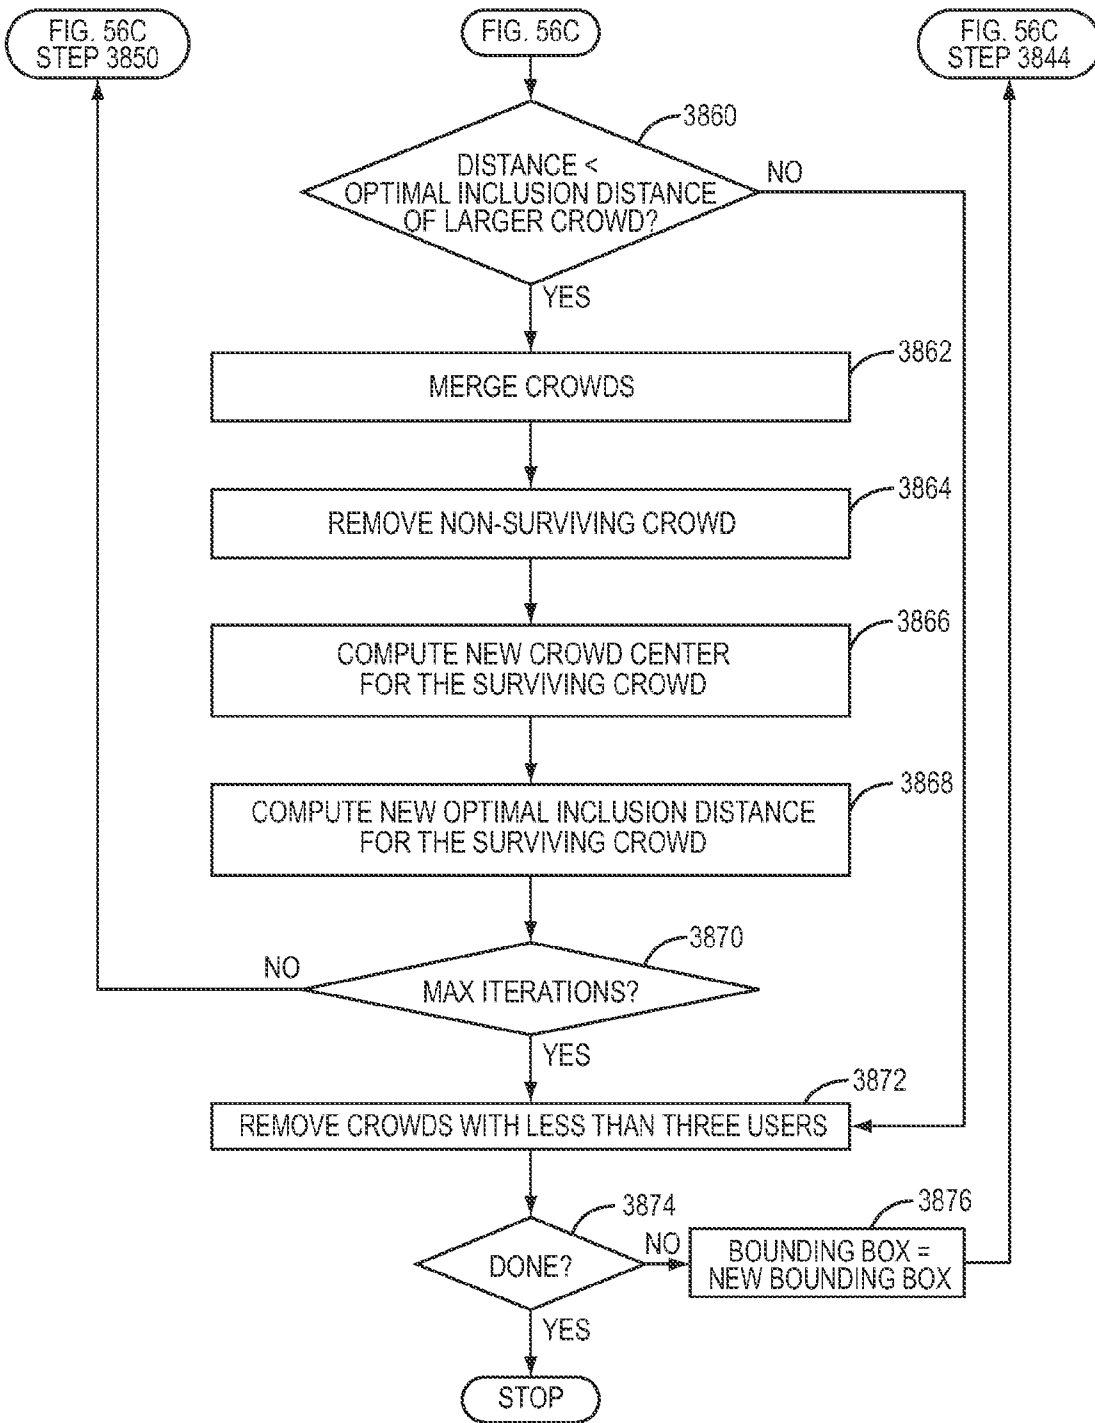 FIG. 56C
STEP 3850
FIG. 56C
FIG. 56C
STEP 3844
3860
DISTANCE <
OPTIMAL INCLUSION DISTANCE
OF LARGER CROWD?
NO
YES
3862
MERGE CROWDS
3864
REMOVE NON-SURVIVING CROWD
3866
COMPUTE NEW CROWD CENTER
FOR THE SURVIVING CROWD
3868
COMPUTE NEW OPTIMAL INCLUSION DISTANCE
FOR THE SURVIVING CROWD
3870
NO
MAX ITERATIONS?
YES
3872
REMOVE CROWDS WITH LESS THAN THREE USERS
3874
DONE?
NO
3876
BOUNDING BOX =
NEW BOUNDING BOX
YES
STOP